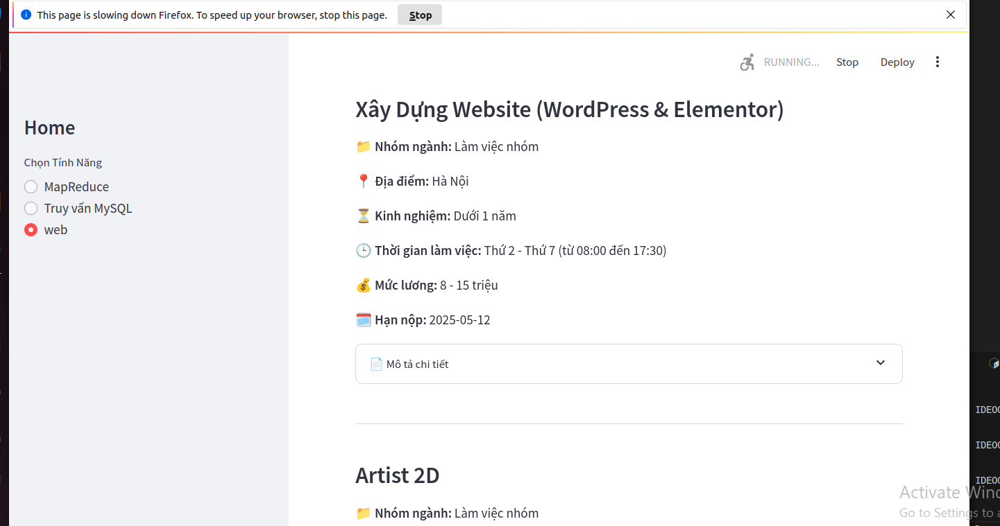 This page is slowing down Firefox. To speed up your browser, stop this page. Stop
RUNNING... Stop Deploy
Home
Chọn Tính Năng
MapReduce
Truy vấn MySQL
web
Xây Dựng Website (WordPress & Elementor)
📁 Nhóm ngành: Làm việc nhóm
📍 Địa điểm: Hà Nội
⏳ Kinh nghiệm: Dưới 1 năm
🕒 Thời gian làm việc: Thứ 2 - Thứ 7 (từ 08:00 đến 17:30)
💰 Mức lương: 8 - 15 triệu
🗓️ Hạn nộp: 2025-05-12
📄 Mô tả chi tiết
Artist 2D
📁 Nhóm ngành: Làm việc nhóm
Activate
Go to Settings to